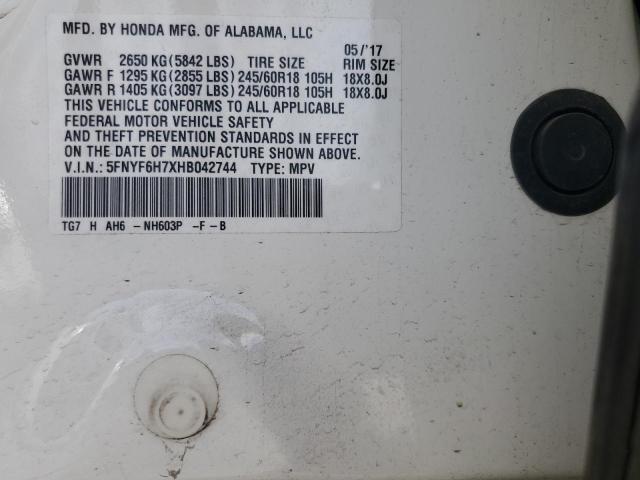 MFD. BY HONDA MFG. OF ALABAMA, LLC
05/'17
GVWR 2650 KG(5842 LBS) TIRE SIZE RIM SIZE
GAWR F 1295 KG(2855 LBS)245/60R18 105H 18X8.0J
GAWR R 1405 KG(3097 LBS)245/60R18 105H 18X8.0J
THIS VEHICLE CONFORMS TO ALL APPLICABLE
FEDERAL MOTOR VEHICLE SAFETY
AND THEFT PREVENTION STANDARDS IN EFFECT
ON THE DATE OF MANUFACTURE SHOWN ABOVE.
V.I.N.: 5FNYF6H7XHB042744 TYPE: MPV
TG7 H AH6 -NH603P -F-B